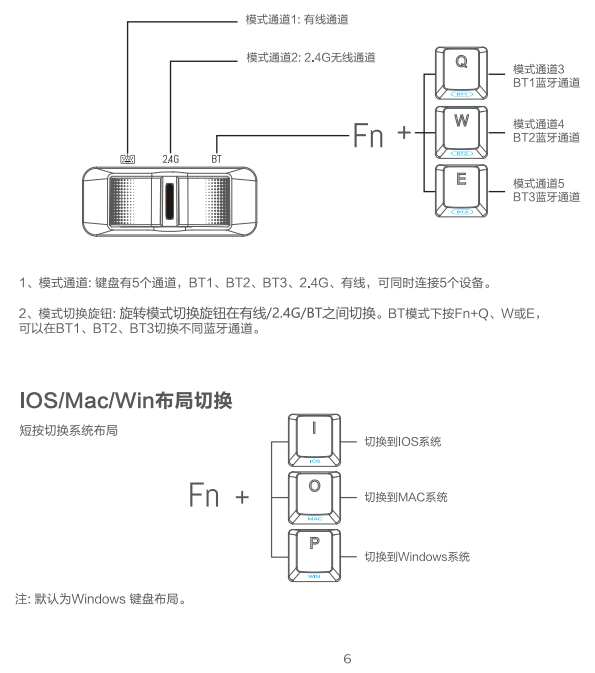 模式通道1: 有线通道
模式通道2: 2.4G无线通道
2.4G
BT
Fn +
Q
BT1
模式通道3
BT1蓝牙通道
W
BT2
模式通道4
BT2蓝牙通道
E
BT3
模式通道5
BT3蓝牙通道
1、模式通道: 键盘有5个通道，BT1、BT2、BT3、2.4G、有线，可同时连接5个设备。
2、模式切换旋钮: 旋转模式切换旋钮在有线/2.4G/BT之间切换。BT模式下按Fn+Q、W或E，
可以在BT1、BT2、BT3切换不同蓝牙通道。
IOS/Mac/Win布局切换
短按切换系统布局
Fn +
I
IOS
切换到IOS系统
O
MAC
切换到MAC系统
P
WIN
切换到Windows系统
注: 默认为Windows 键盘布局。
6